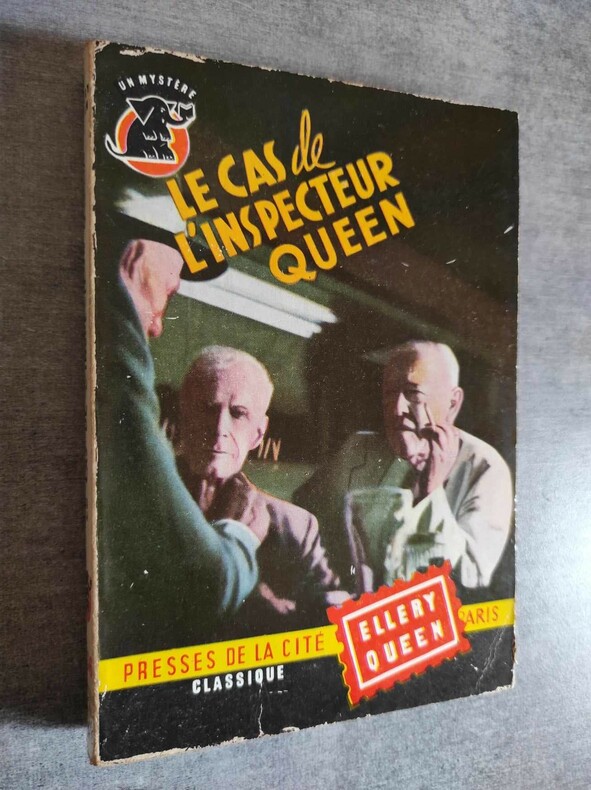 UN MYSTÈRE
LE CAS de
L'INSPECTEUR
QUEEN
PRESSES DE LA CITÉ
PARIS
CLASSIQUE
ELLERY
QUEEN